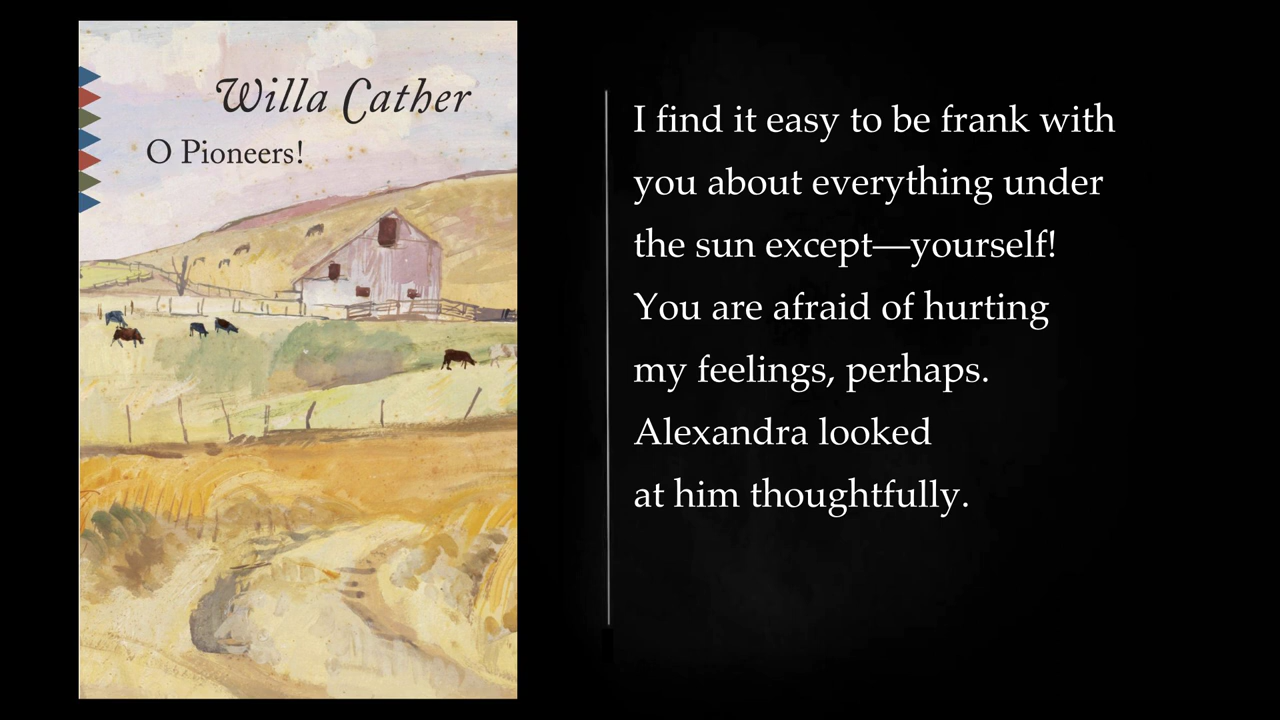 Willa Cather
O Pioneers!
I find it easy to be frank with
you about everything under
the sun except—yourself!
You are afraid of hurting
my feelings, perhaps.
Alexandra looked
at him thoughtfully.